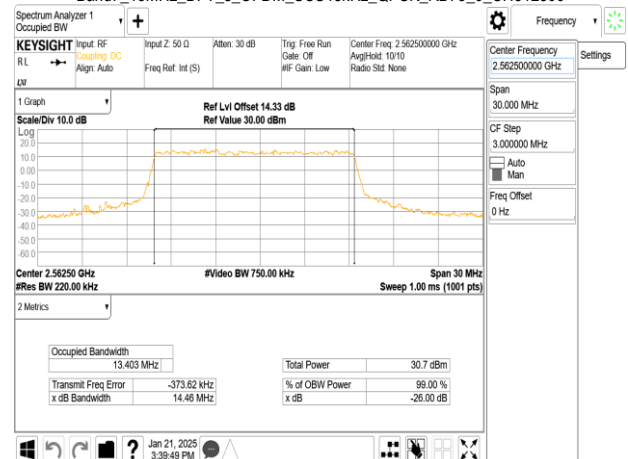 Spectrum Analyzer 1
Occupied BW
Frequency
KEYSIGHT
RL
LXI
Input: RF
Coupling: DC
Align: Auto
Input Z: 50 Ω
Freq Ref: Int (S)
Atten: 30 dB
Trig: Free Run
Gate: Off
#IF Gain: Low
Center Freq: 2.562500000 GHz
Avg|Hold: 10/10
Radio Std: None
Center Frequency
2.562500000 GHz
Settings
Span
30.000 MHz
CF Step
3.000000 MHz
Auto
Man
Freq Offset
0 Hz
1 Graph
Scale/Div 10.0 dB
Ref Lvl Offset 14.33 dB
Ref Value 30.00 dBm
Log
20.0
10.0
0.00
-10.0
-20.0
-30.0
-40.0
-50.0
-60.0
Center 2.56250 GHz
#Video BW 750.00 kHz
Span 30 MHz
#Res BW 220.00 kHz
Sweep 1.00 ms (1001 pts)
2 Metrics
Occupied Bandwidth
13.403 MHz
Total Power 30.7 dBm
Transmit Freq Error -373.62 kHz
% of OBW Power 99.00 %
x dB Bandwidth 14.46 MHz
x dB -26.00 dB
?
Jan 21, 2025
3:39:49 PM